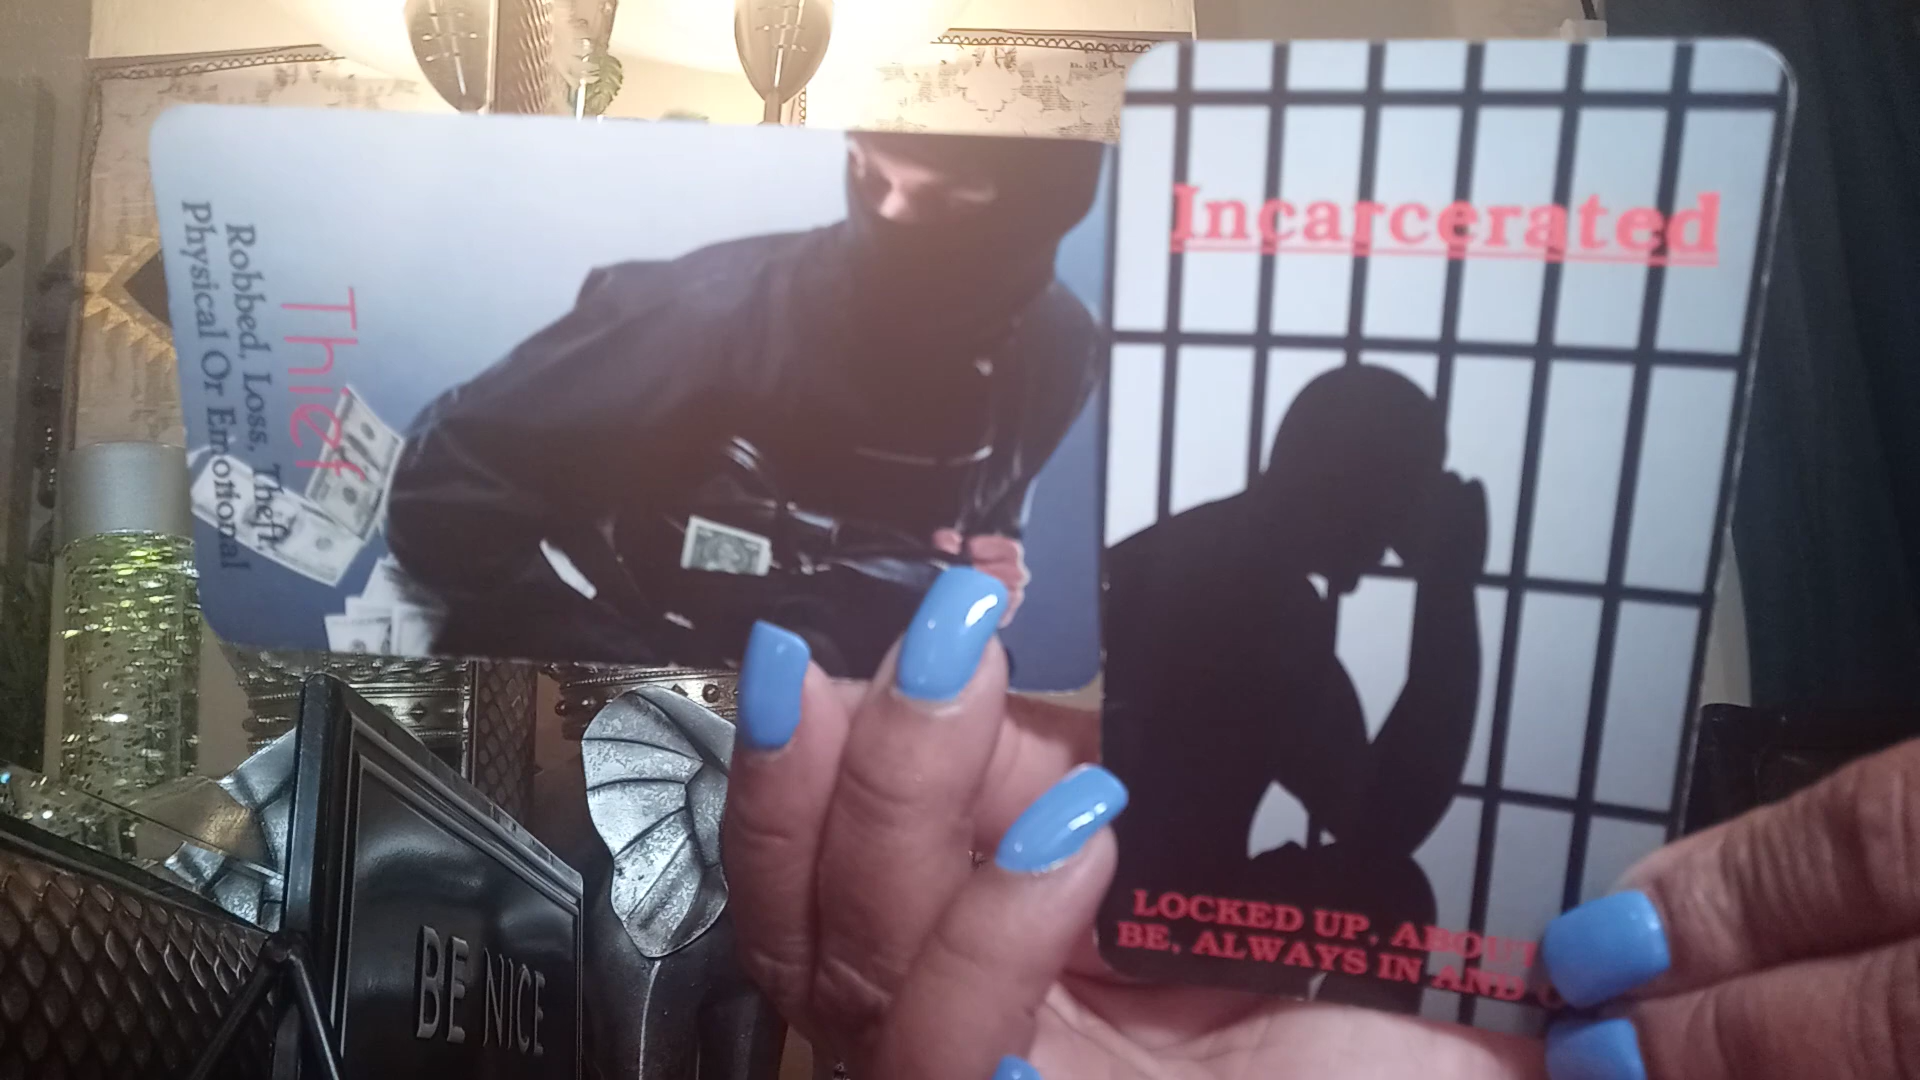 Thief
Robbed, Loss, Theft,
Physical Or Emotional
Incarcerated
LOCKED UP, ABOUT
BE, ALWAYS IN AND
BE NICE